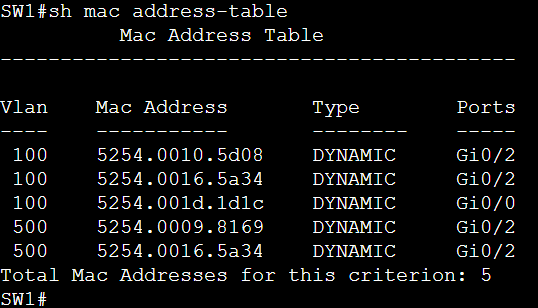 SW1#sh mac address-table
Mac Address Table
-------------------------------------------
Vlan    Mac Address       Type        Ports
----    -----------       --------    -----
100    5254.0010.5d08    DYNAMIC     Gi0/2
100    5254.0016.5a34    DYNAMIC     Gi0/2
100    5254.001d.1d1c    DYNAMIC     Gi0/0
500    5254.0009.8169    DYNAMIC     Gi0/2
500    5254.0016.5a34    DYNAMIC     Gi0/2
Total Mac Addresses for this criterion: 5
SW1#